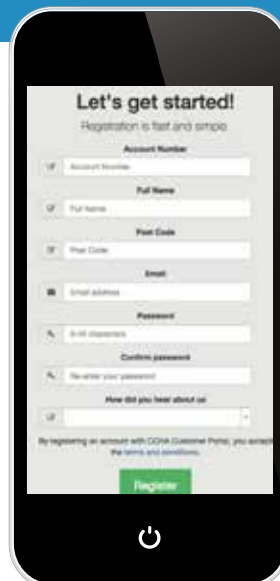 Let's get started!
Registration is fast and simple
Account Number
Account Number
Full Name
Full Name
Post Code
Post Code
Email
Email address
Password
characters
Confirm password
Re-enter your password
How did you hear about us
By registering an account with CCHA Customer Portal, you accept
the terms and conditions.
Register